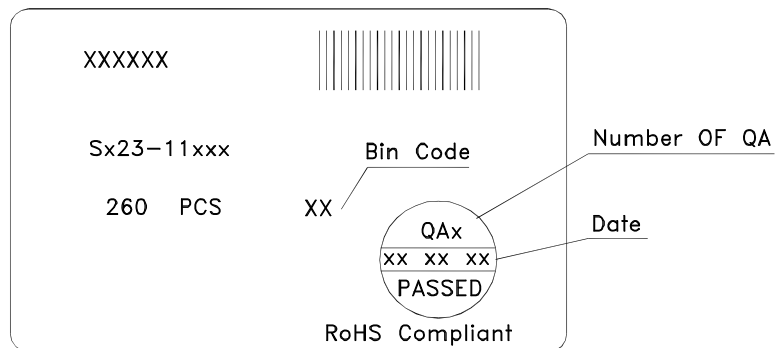 XXXXXX
Sx23-11xxx
Bin Code
Number OF QA
260 PCS
XX
QAx
Date
xx xx xx
PASSED
RoHS Compliant